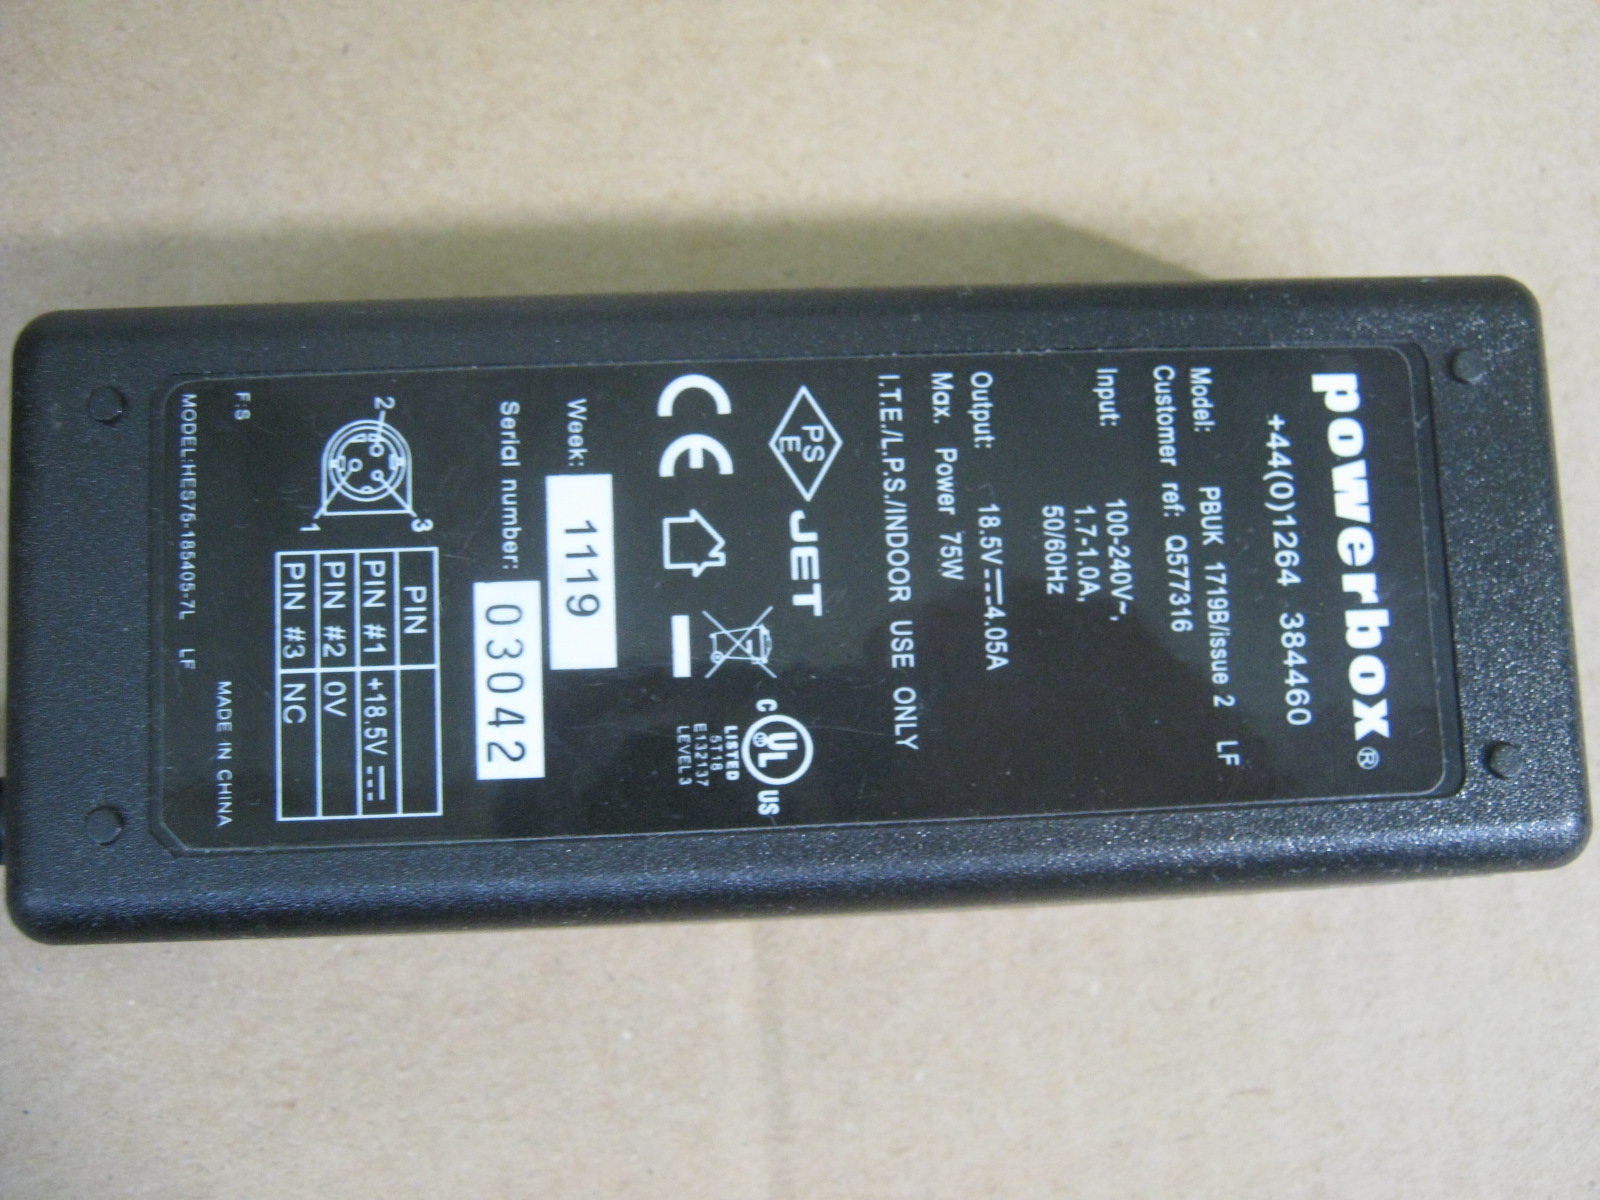 powerbox®
+44(0)1264 384460
Model: PBUK 1719B/issue 2 LF
Customer ref: Q577316
Input: 100-240V~,
1.7-1.0A,
50/60Hz
Output: 18.5V⎓4.05A
Max. Power 75W
I.T.E./L.P.S./INDOOR USE ONLY
PS
E
JET
C UL US
LISTED
5T18
E132137
LEVEL 3
CE
Week: 1119
Serial number: 03042
2
3
1
PIN
PIN #1 +18.5V ⎓
PIN #2 0V
PIN #3 NC
F:S
MADE IN CHINA
MODEL:HES75-185405-7L LF